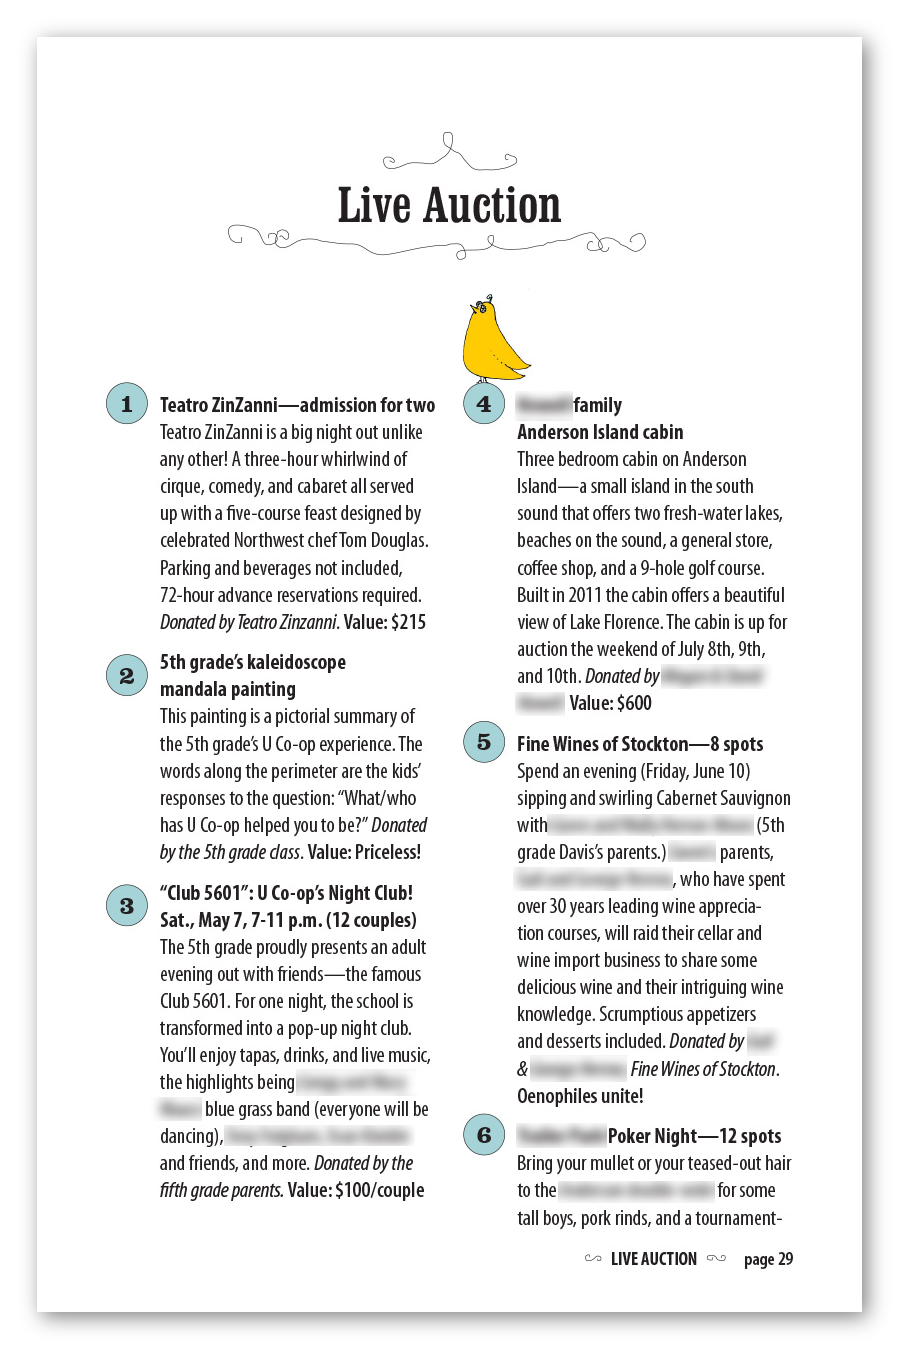 Live Auction
1
Teatro ZinZanni—admission for two
Teatro ZinZanni is a big night out unlike
any other! A three-hour whirlwind of
cirque, comedy, and cabaret all served
up with a five-course feast designed by
celebrated Northwest chef Tom Douglas.
Parking and beverages not included,
72-hour advance reservations required.
Donated by Teatro Zinzanni. Value: $215
2
5th grade’s kaleidoscope
mandala painting
This painting is a pictorial summary of
the 5th grade’s U Co-op experience. The
words along the perimeter are the kids’
responses to the question: “What/who
has U Co-op helped you to be?” Donated
by the 5th grade class. Value: Priceless!
3
“Club 5601”: U Co-op’s Night Club!
Sat., May 7, 7-11 p.m. (12 couples)
The 5th grade proudly presents an adult
evening out with friends—the famous
Club 5601. For one night, the school is
transformed into a pop-up night club.
You’ll enjoy tapas, drinks, and live music,
the highlights being
blue grass band (everyone will be
dancing),
and friends, and more. Donated by the
fifth grade parents. Value: $100/couple
4
family
Anderson Island cabin
Three bedroom cabin on Anderson
Island—a small island in the south
sound that offers two fresh-water lakes,
beaches on the sound, a general store,
coffee shop, and a 9-hole golf course.
Built in 2011 the cabin offers a beautiful
view of Lake Florence. The cabin is up for
auction the weekend of July 8th, 9th,
and 10th. Donated by
Value: $600
5
Fine Wines of Stockton—8 spots
Spend an evening (Friday, June 10)
sipping and swirling Cabernet Sauvignon
with (5th
grade Davis’s parents.) parents,
, who have spent
over 30 years leading wine apprecia-
tion courses, will raid their cellar and
wine import business to share some
delicious wine and their intriguing wine
knowledge. Scrumptious appetizers
and desserts included. Donated by
& Fine Wines of Stockton.
Oenophiles unite!
6
Poker Night—12 spots
Bring your mullet or your teased-out hair
to the for some
tall boys, pork rinds, and a tournament-
LIVE AUCTION page 29